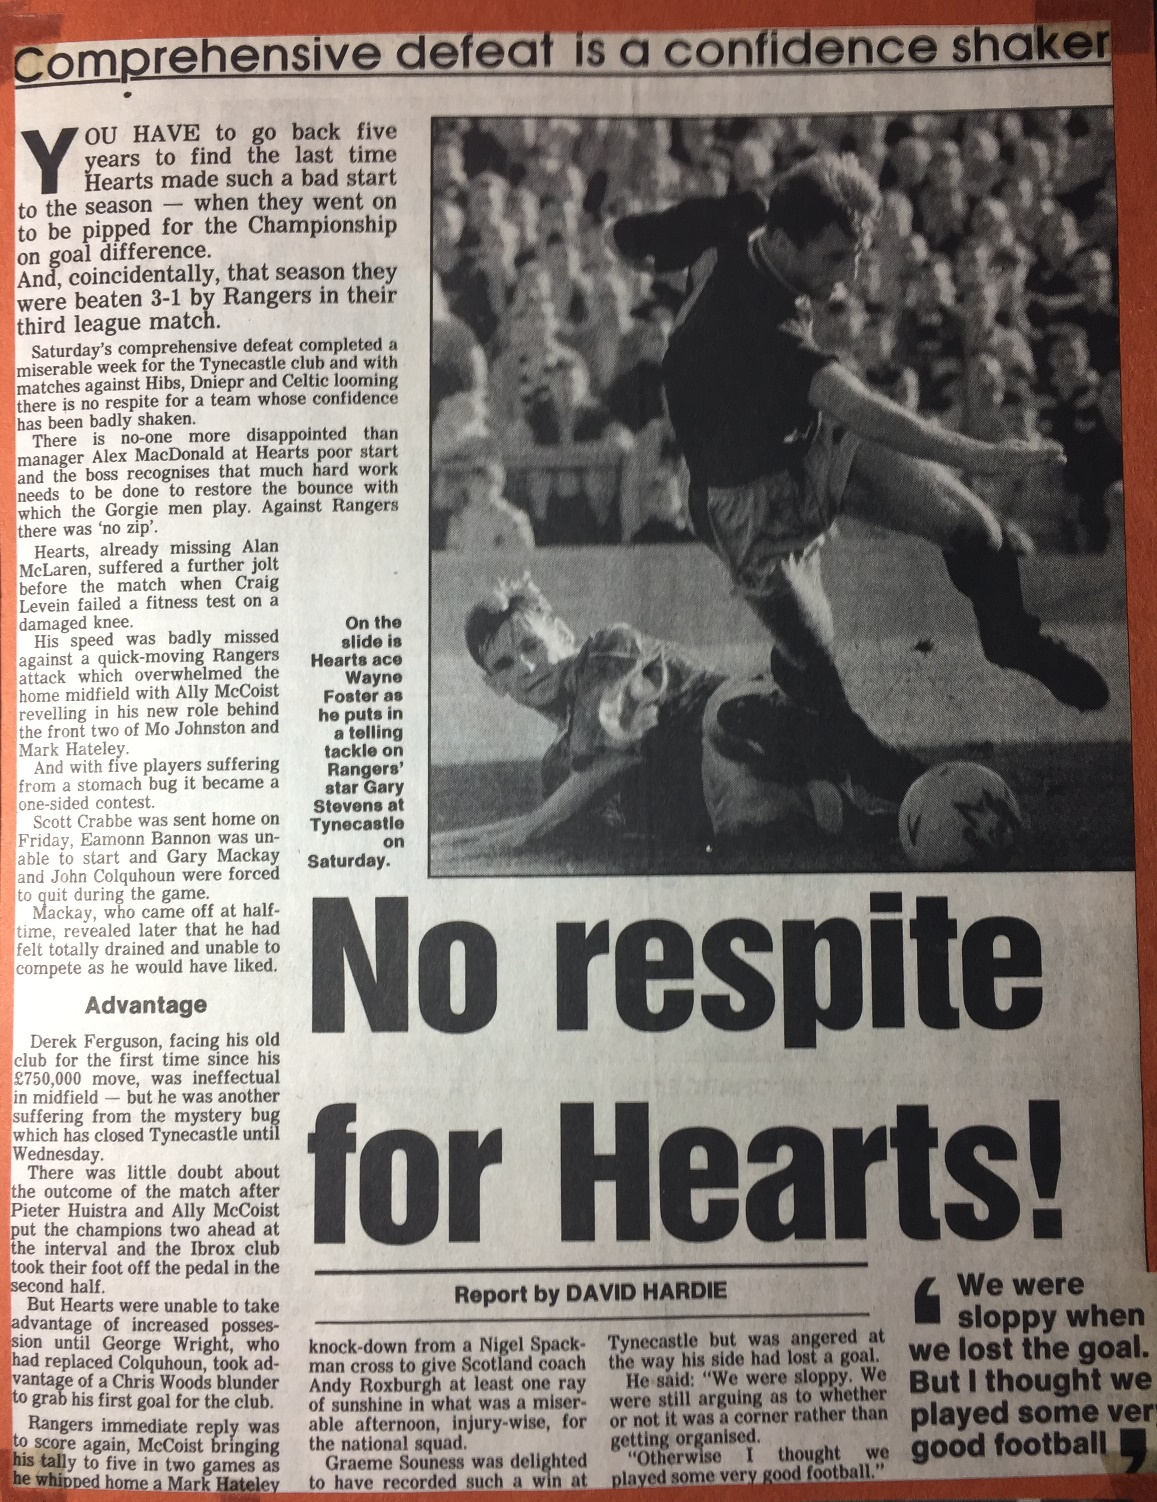 Comprehensive defeat is a confidence shaker
YOU HAVE to go back five
years to find the last time
Hearts made such a bad start
to the season — when they went on
to be pipped for the Championship
on goal difference.
And, coincidentally, that season they
were beaten 3-1 by Rangers in their
third league match.
Saturday's comprehensive defeat completed a
miserable week for the Tynecastle club and with
matches against Hibs, Dniepr and Celtic looming
there is no respite for a team whose confidence
has been badly shaken.
There is no-one more disappointed than
manager Alex MacDonald at Hearts poor start
and the boss recognises that much hard work
needs to be done to restore the bounce with
which the Gorgie men play. Against Rangers
there was 'no zip'.
Hearts, already missing Alan
McLaren, suffered a further jolt
before the match when Craig
Levein failed a fitness test on a
damaged knee.
His speed was badly missed
against a quick-moving Rangers
attack which overwhelmed the
home midfield with Ally McCoist
revelling in his new role behind
the front two of Mo Johnston and
Mark Hateley.
And with five players suffering
from a stomach bug it became a
one-sided contest.
Scott Crabbe was sent home on
Friday, Eamonn Bannon was un-
able to start and Gary Mackay
and John Colquhoun were forced
to quit during the game.
Mackay, who came off at half-
time, revealed later that he had
felt totally drained and unable to
compete as he would have liked.
Advantage
Derek Ferguson, facing his old
club for the first time since his
£750,000 move, was ineffectual
in midfield — but he was another
suffering from the mystery bug
which has closed Tynecastle until
Wednesday.
There was little doubt about
the outcome of the match after
Pieter Huistra and Ally McCoist
put the champions two ahead at
the interval and the Ibrox club
took their foot off the pedal in the
second half.
But Hearts were unable to take
advantage of increased posses-
sion until George Wright, who
had replaced Colquhoun, took ad-
vantage of a Chris Woods blunder
to grab his first goal for the club.
Rangers immediate reply was
to score again, McCoist bringing
his tally to five in two games as
he whipped home a Mark Hateley
On the
slide is
Hearts ace
Wayne
Foster as
he puts in
a telling
tackle on
Rangers'
star Gary
Stevens at
Tynecastle
on
Saturday.
No respite
for Hearts!
Report by DAVID HARDIE
knock-down from a Nigel Spack-
man cross to give Scotland coach
Andy Roxburgh at least one ray
of sunshine in what was a miser-
able afternoon, injury-wise, for
the national squad.
Graeme Souness was delighted
to have recorded such a win at
Tynecastle but was angered at
the way his side had lost a goal.
He said: "We were sloppy. We
were still arguing as to whether
or not it was a corner rather than
getting organised.
"Otherwise I thought we
played some very good football."
‘ We were
sloppy when
we lost the goal.
But I thought we
played some ver
good football ’